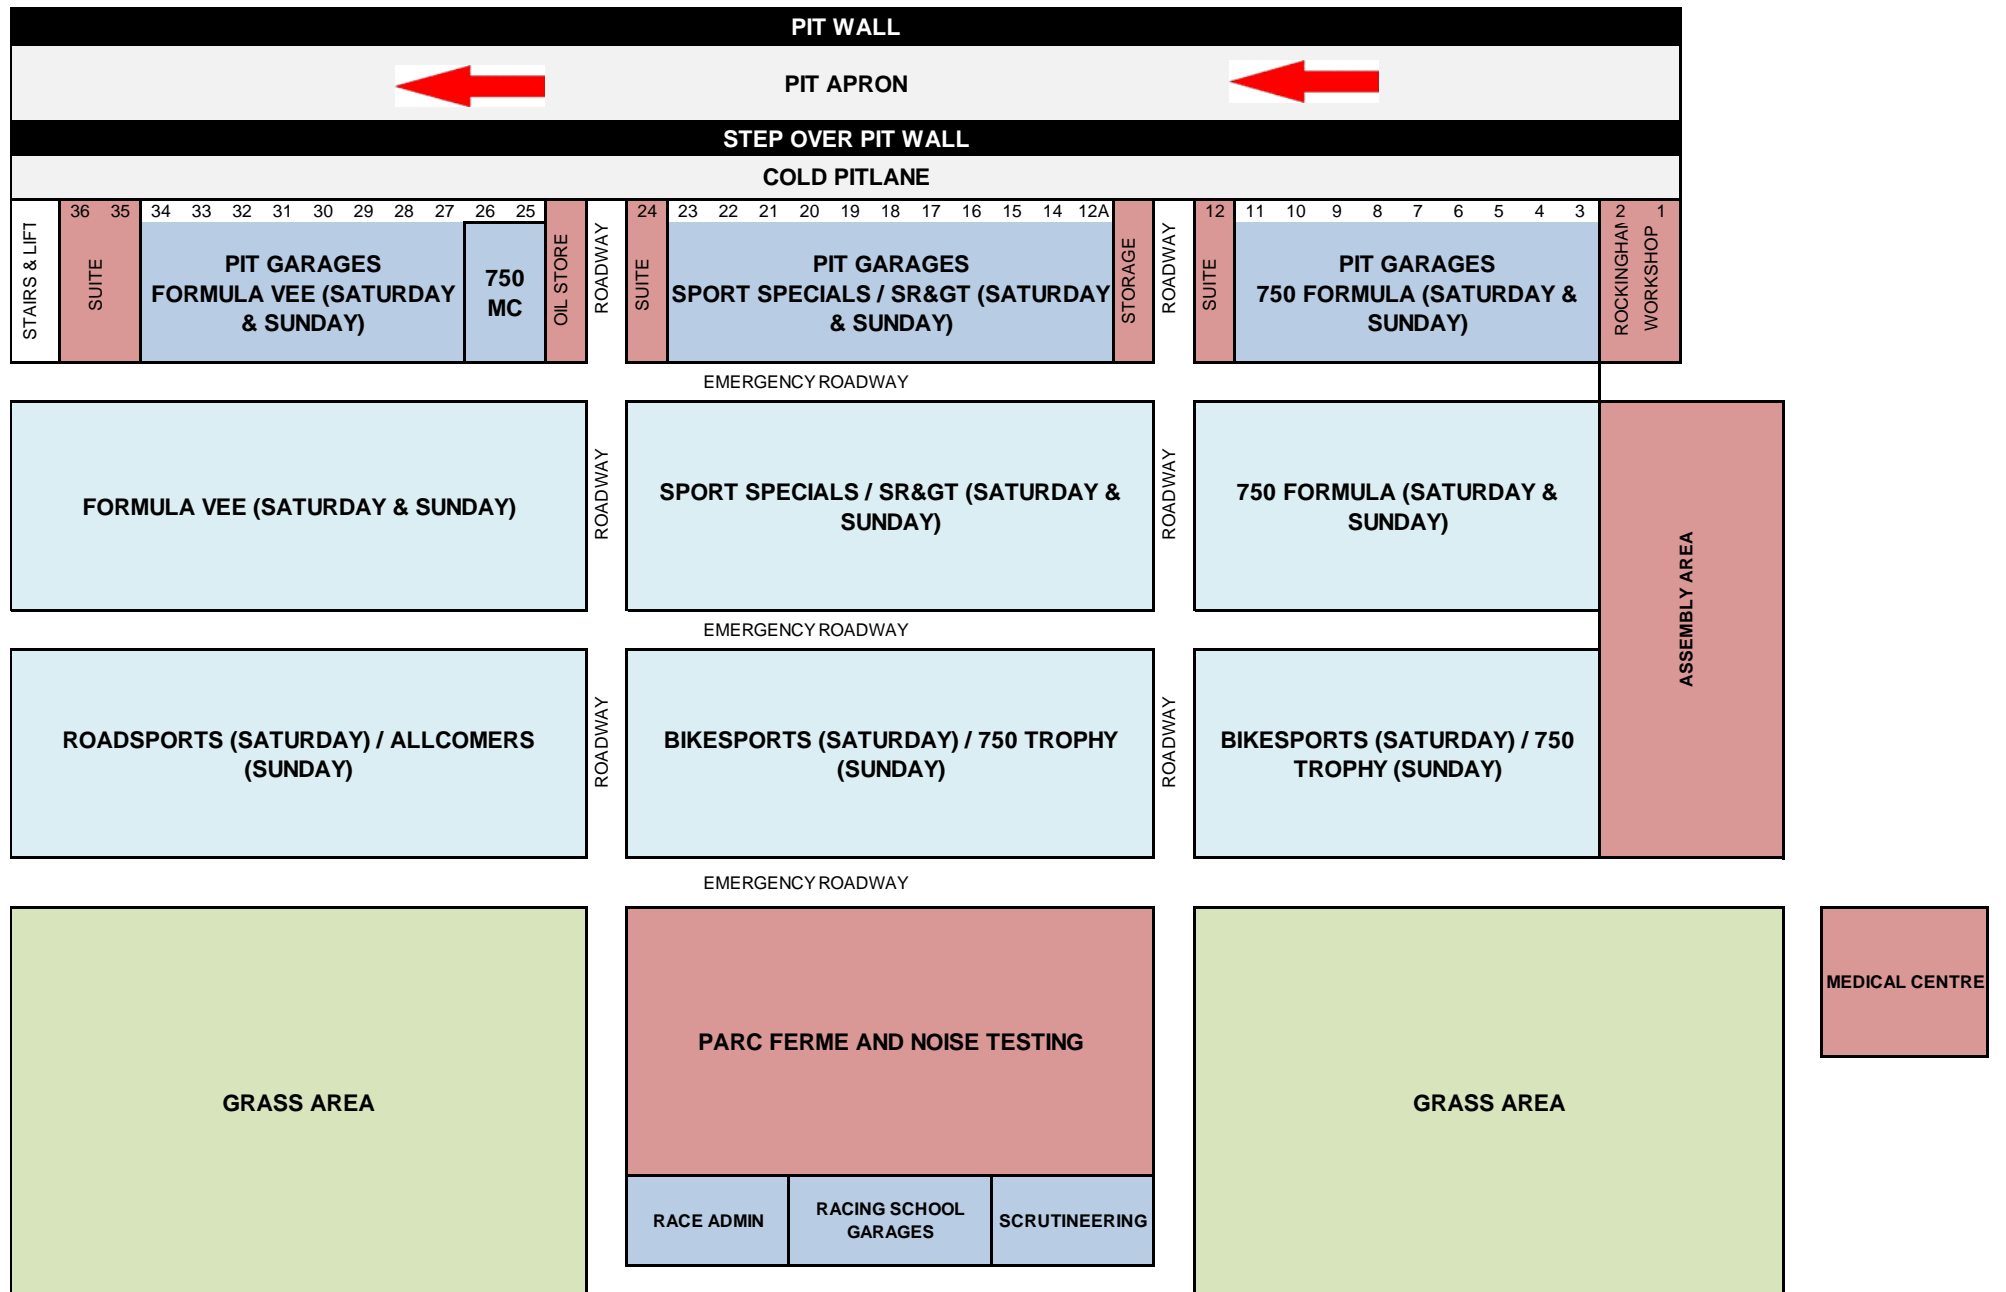 PIT WALL
PIT APRON
STEP OVER PIT WALL
COLD PITLANE
36 35 34 33 32 31 30 29 28 27 26 25 24 23 22 21 20 19 18 17 16 15 14 12A 12 11 10 9 8 7 6 5 4 3 2 1
STAIRS & LIFT
SUITE
PIT GARAGES
FORMULA VEE (SATURDAY
& SUNDAY)
750
MC
OIL STORE
ROADWAY
SUITE
PIT GARAGES
SPORT SPECIALS / SR&GT (SATURDAY
& SUNDAY)
STORAGE
ROADWAY
SUITE
PIT GARAGES
750 FORMULA (SATURDAY &
SUNDAY)
ROCKINGHAM
WORKSHOP
EMERGENCY ROADWAY
FORMULA VEE (SATURDAY & SUNDAY)
ROADWAY
SPORT SPECIALS / SR&GT (SATURDAY &
SUNDAY)
ROADWAY
750 FORMULA (SATURDAY &
SUNDAY)
ASSEMBLY AREA
EMERGENCY ROADWAY
ROADSPORTS (SATURDAY) / ALLCOMERS
(SUNDAY)
ROADWAY
BIKESPORTS (SATURDAY) / 750 TROPHY
(SUNDAY)
ROADWAY
BIKESPORTS (SATURDAY) / 750
TROPHY (SUNDAY)
EMERGENCY ROADWAY
GRASS AREA
PARC FERME AND NOISE TESTING
GRASS AREA
MEDICAL CENTRE
RACE ADMIN
RACING SCHOOL
GARAGES
SCRUTINEERING